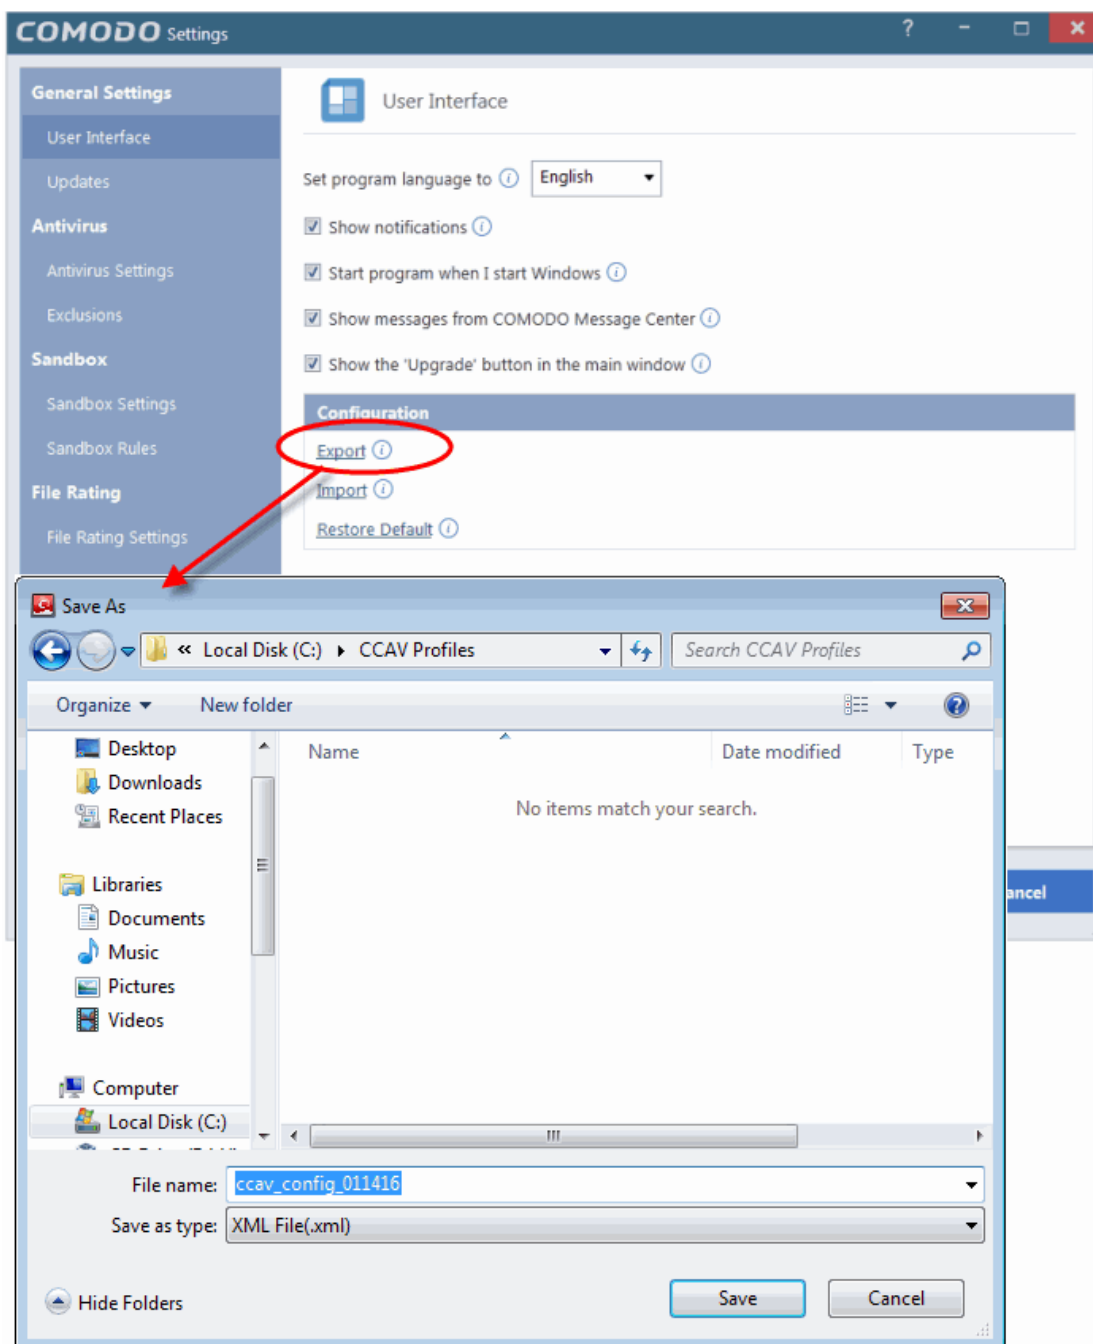 COMODO Settings
?
General Settings
User Interface
Updates
Antivirus
Antivirus Settings
Exclusions
Sandbox
Sandbox Settings
Sandbox Rules
File Rating
File Rating Settings
User Interface
Set program language to i English
Show notifications i
Start program when I start Windows i
Show messages from COMODO Message Center i
Show the 'Upgrade' button in the main window i
Configuration
Export i
Import i
Restore Default i
Save As
« Local Disk (C:) CCAV Profiles
Search CCAV Profiles
Organize New folder
?
Desktop
Downloads
Recent Places
Libraries
Documents
Music
Pictures
Videos
Computer
Local Disk (C:)
Name Date modified Type
No items match your search.
ancel
File name: ccav_config_011416
Save as type: XML File(.xml)
Hide Folders Save Cancel